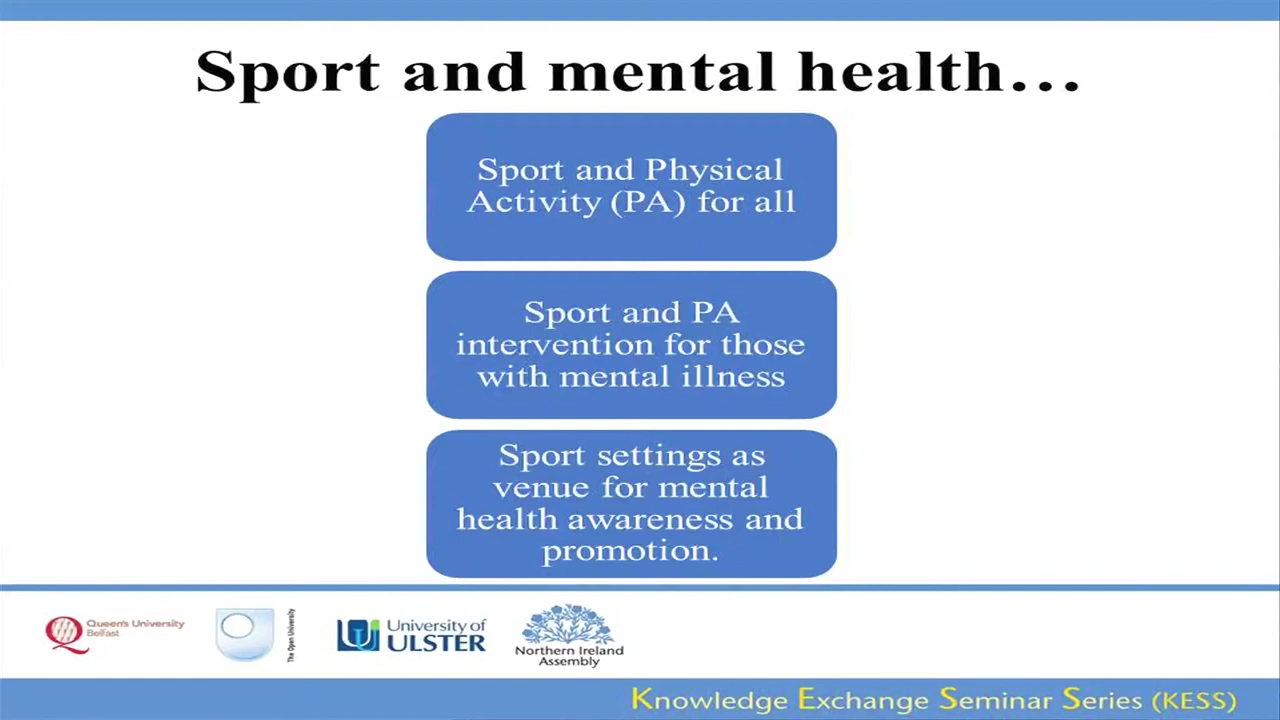 Sport and mental health…
Sport and Physical
Activity (PA) for all
Sport and PA
intervention for those
with mental illness
Sport settings as
venue for mental
health awareness and
promotion.
Queen's University
Belfast
The Open University
University of
ULSTER
Northern Ireland
Assembly
Knowledge Exchange Seminar Series (KESS)